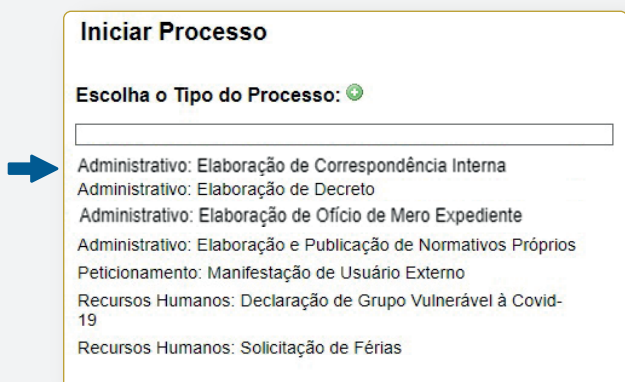 Iniciar Processo
Escolha o Tipo do Processo:
Administrativo: Elaboração de Correspondência Interna
Administrativo: Elaboração de Decreto
Administrativo: Elaboração de Ofício de Mero Expediente
Administrativo: Elaboração e Publicação de Normativos Próprios
Peticionamento: Manifestação de Usuário Externo
Recursos Humanos: Declaração de Grupo Vulnerável à Covid-
19
Recursos Humanos: Solicitação de Férias